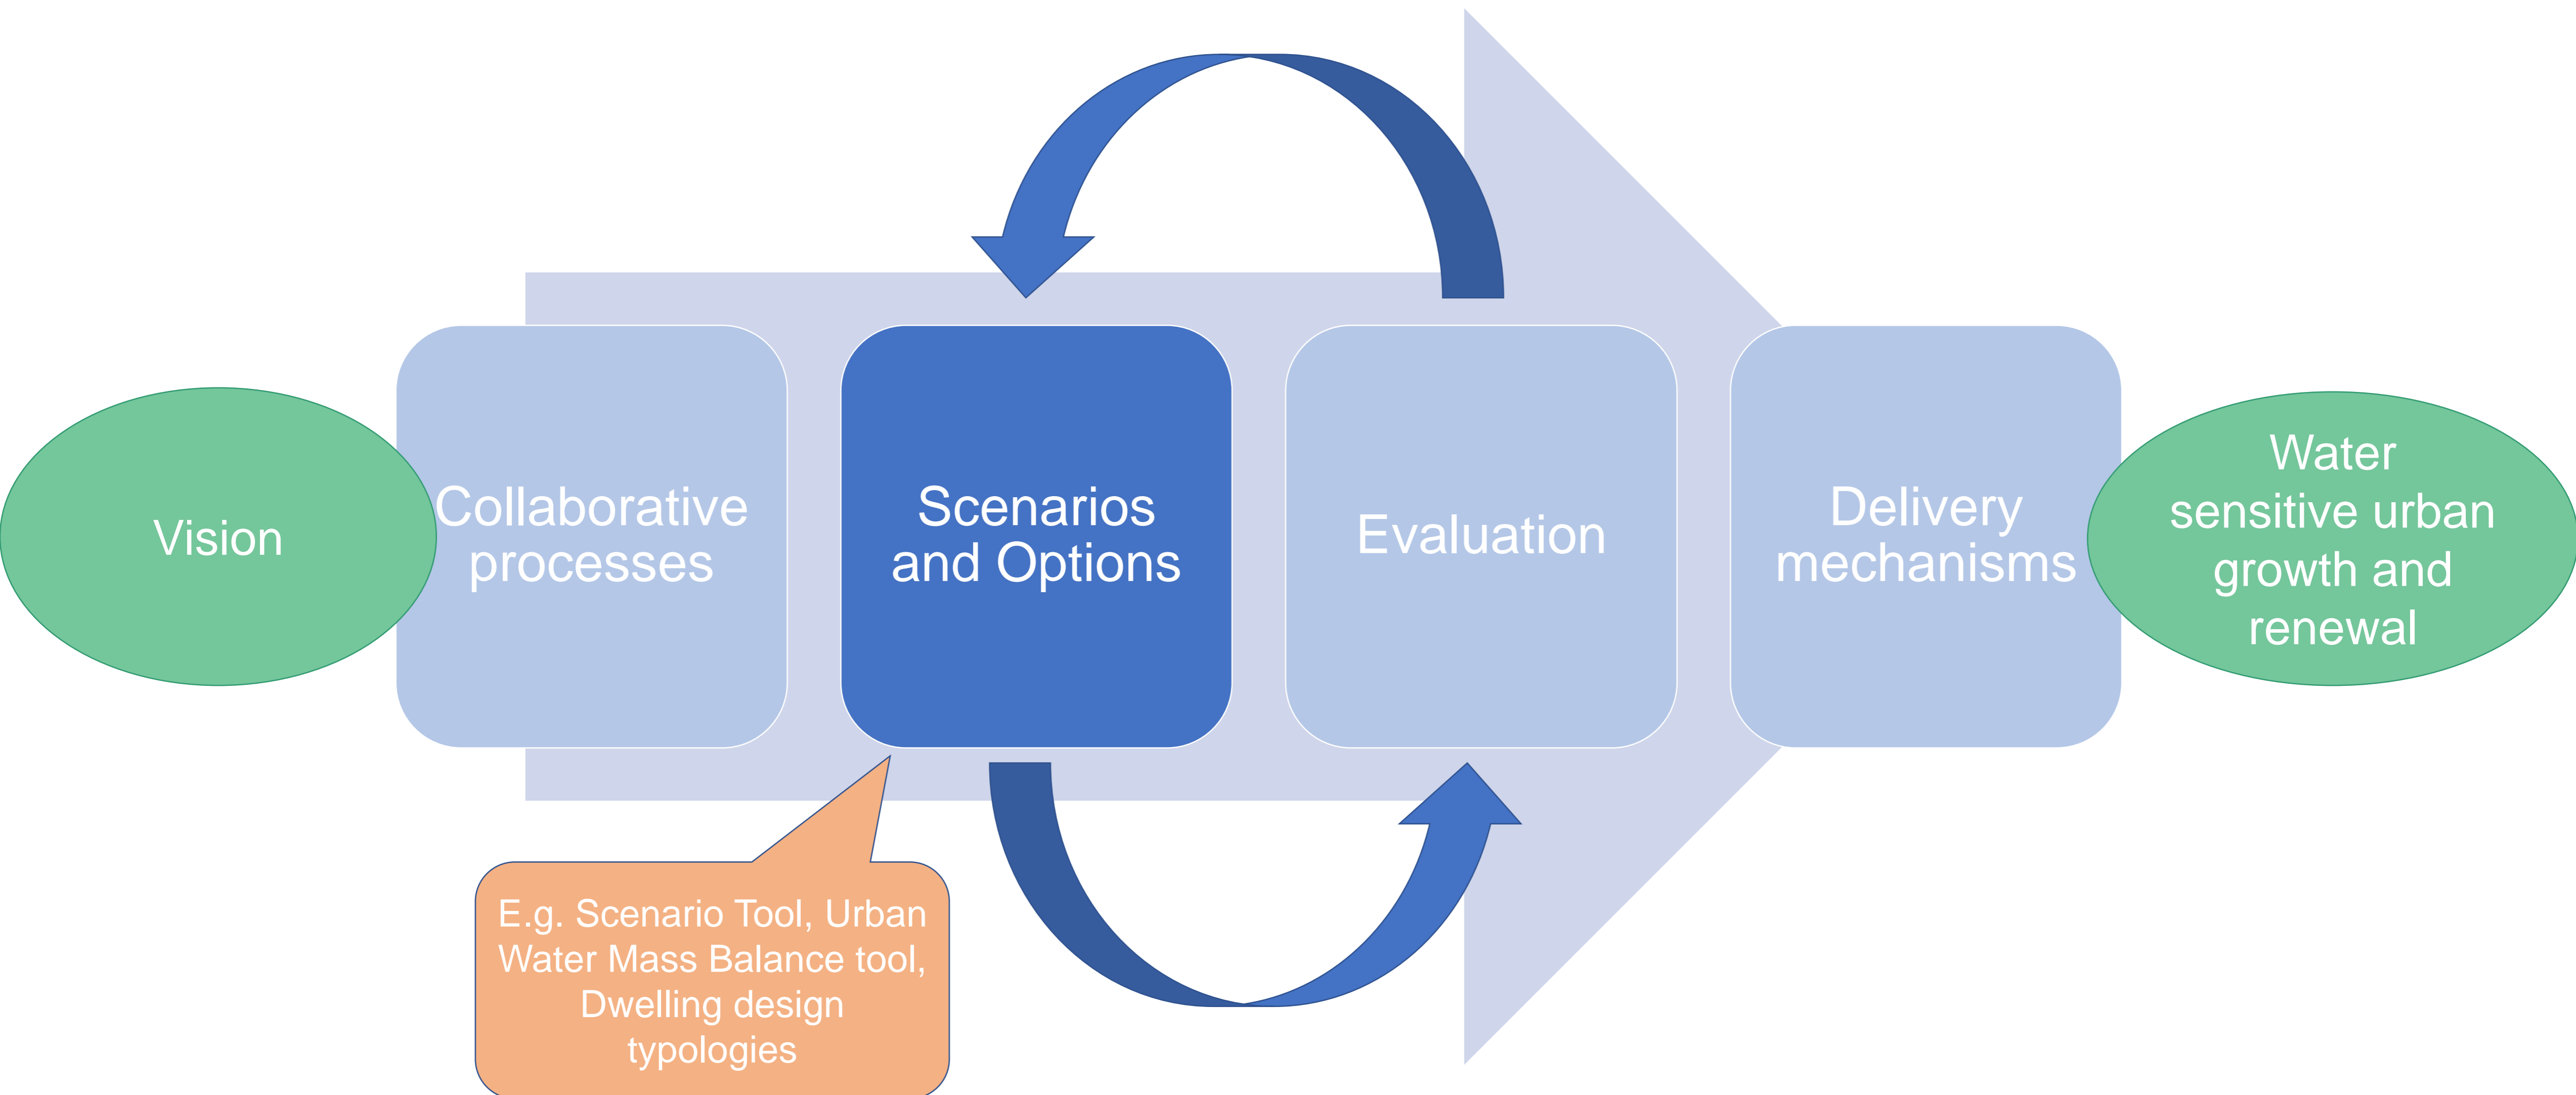 Vision
Collaborative
processes
Scenarios
and Options
Evaluation
Delivery
mechanisms
Water
sensitive urban
growth and
renewal
E.g. Scenario Tool, Urban
Water Mass Balance tool,
Dwelling design
typologies